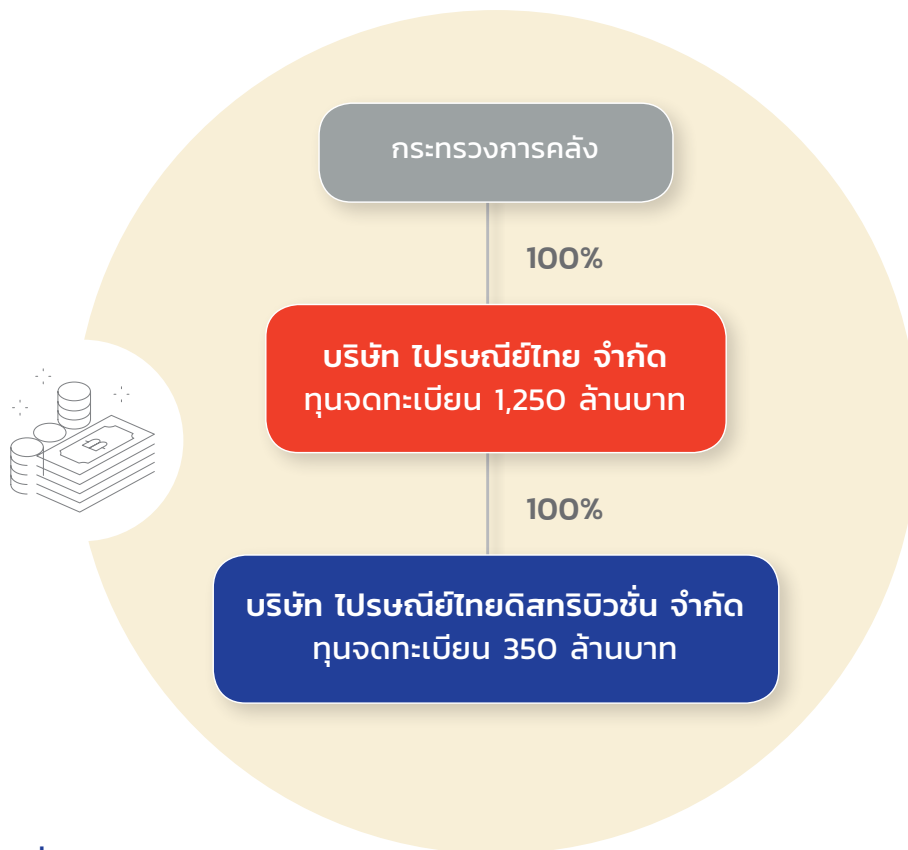 กระทรวงการคลัง
100%
บริษัท ไปรษณีย์ไทย จำกัด
ทุนจดทะเบียน 1,250 ล้านบาท
100%
บริษัท ไปรษณีย์ไทยดิสทริบิวชั่น จำกัด
ทุนจดทะเบียน 350 ล้านบาท